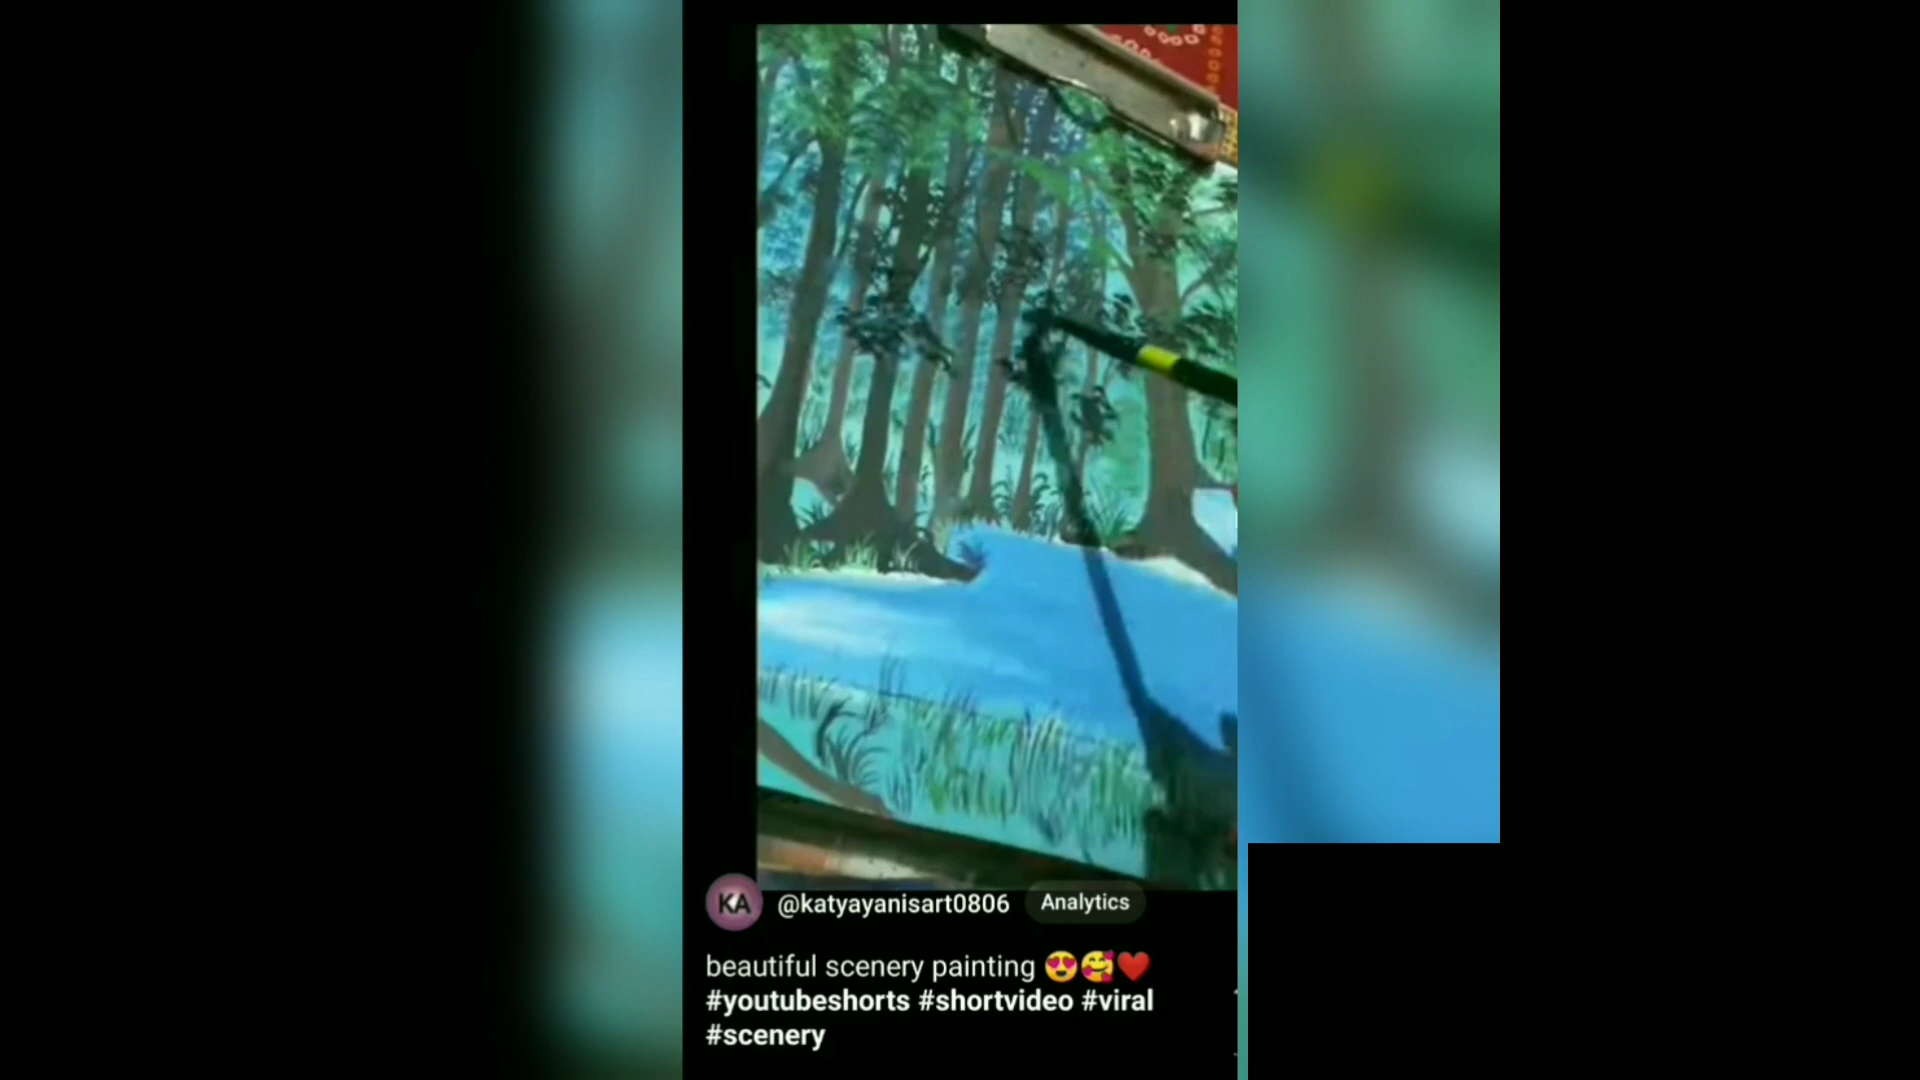 KA @katyayanisart0806 Analytics
beautiful scenery painting 😍🥰❤️
#youtubeshorts #shortvideo #viral
#scenery